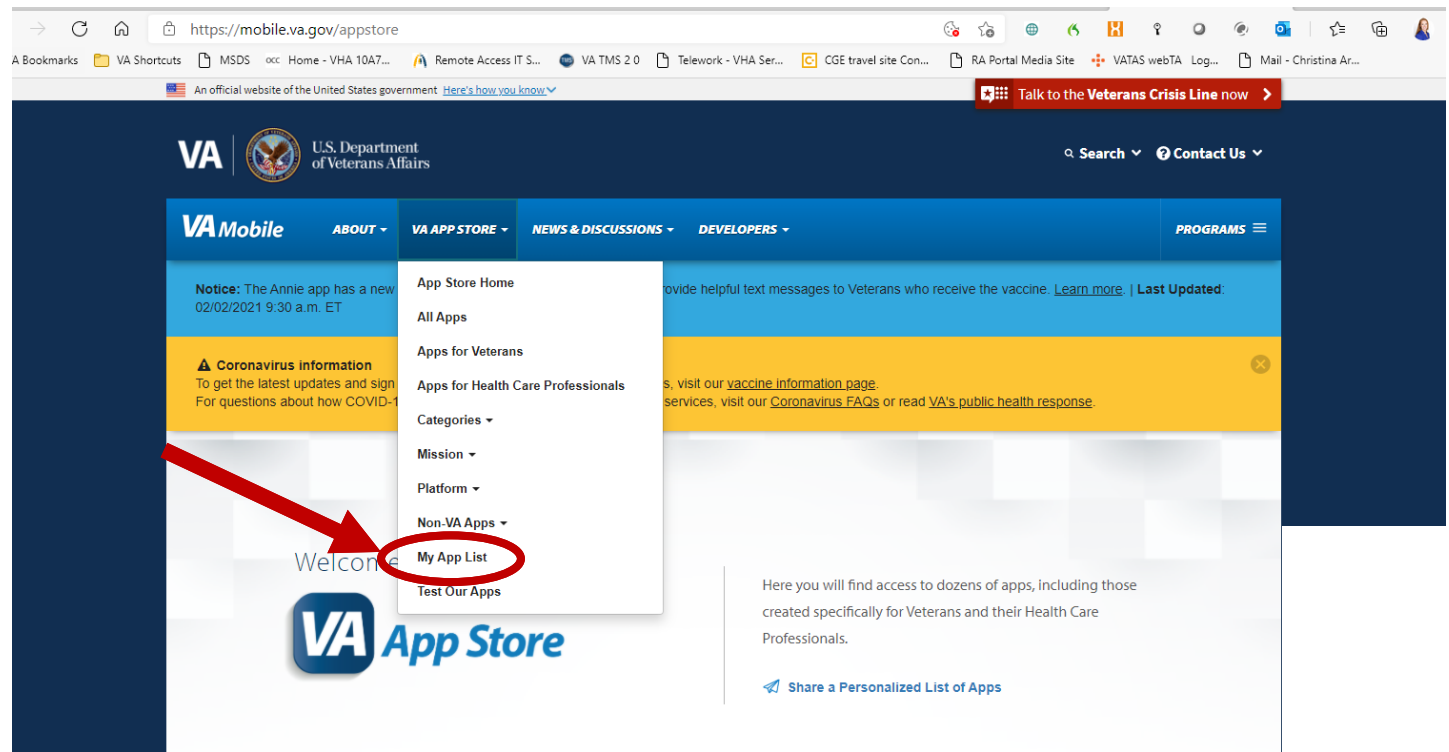 https://mobile.va.gov/appstore
A Bookmarks VA Shortcuts MSDS occ Home - VHA 10A7... Remote Access IT S... VA TMS 2 0 Telework - VHA Ser... CGE travel site Con... RA Portal Media Site VATAS webTA Log... Mail - Christina Ar...
An official website of the United States government Here's how you know
Talk to the Veterans Crisis Line now
VA
U.S. Department
of Veterans Affairs
Search Contact Us
VA Mobile ABOUT VA APP STORE NEWS & DISCUSSIONS DEVELOPERS PROGRAMS
App Store Home
All Apps
Apps for Veterans
Apps for Health Care Professionals
Categories
Mission
Platform
Non-VA Apps
My App List
Test Our Apps
Notice: The Annie app has a new ovide helpful text messages to Veterans who receive the vaccine. Learn more. | Last Updated:
02/02/2021 9:30 a.m. ET
Coronavirus information
To get the latest updates and sign s, visit our vaccine information page.
For questions about how COVID-1 services, visit our Coronavirus FAQs or read VA's public health response.
Welcome
VA App Store
Here you will find access to dozens of apps, including those
created specifically for Veterans and their Health Care
Professionals.
Share a Personalized List of Apps